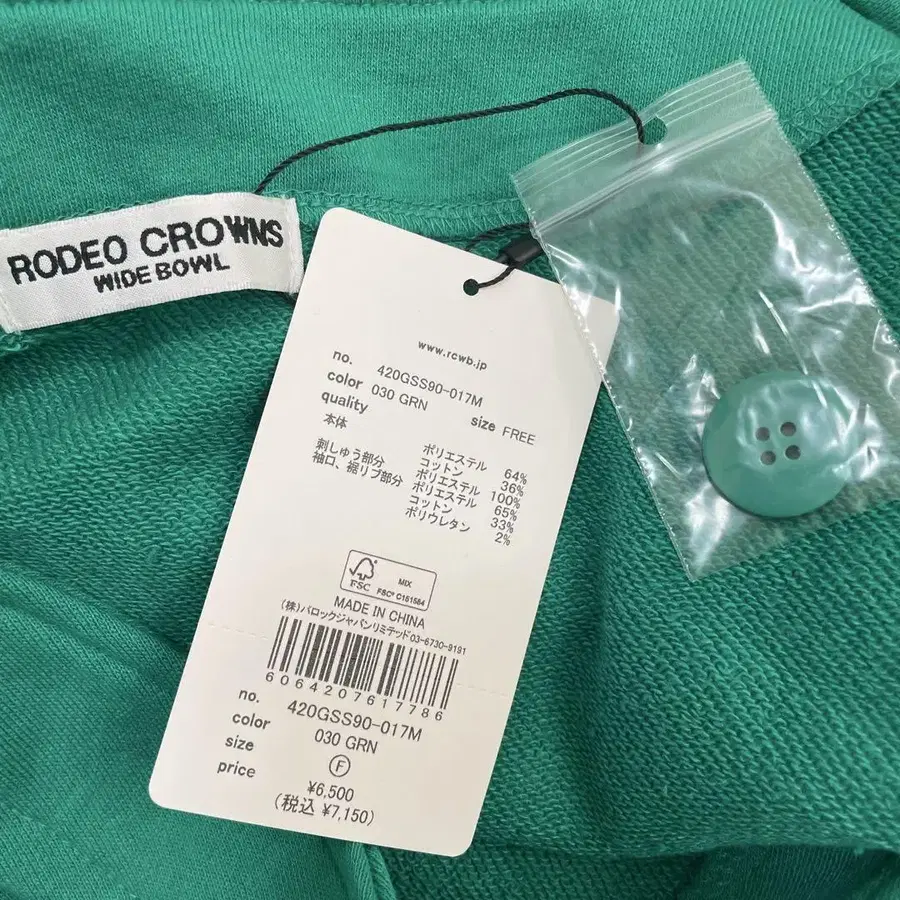 RODEO CROWNS
WIDE BOWL
www.rcwb.jp
no. 420GSS90-017M
color 030 GRN size FREE
quality
本体 ポリエステル 64%
コットン 36%
刺しゅう部分 ポリエステル 100%
袖口、裾リブ部分 ポリエステル 65%
コットン 33%
ポリウレタン 2%
FSC MIX
FSC® C151584
MADE IN CHINA
(株)バロックジャパンリミテッド03-6730-9191
6064207617786
no. 420GSS90-017M
color 030 GRN
size F
price ¥6,500
(税込 ¥7,150)